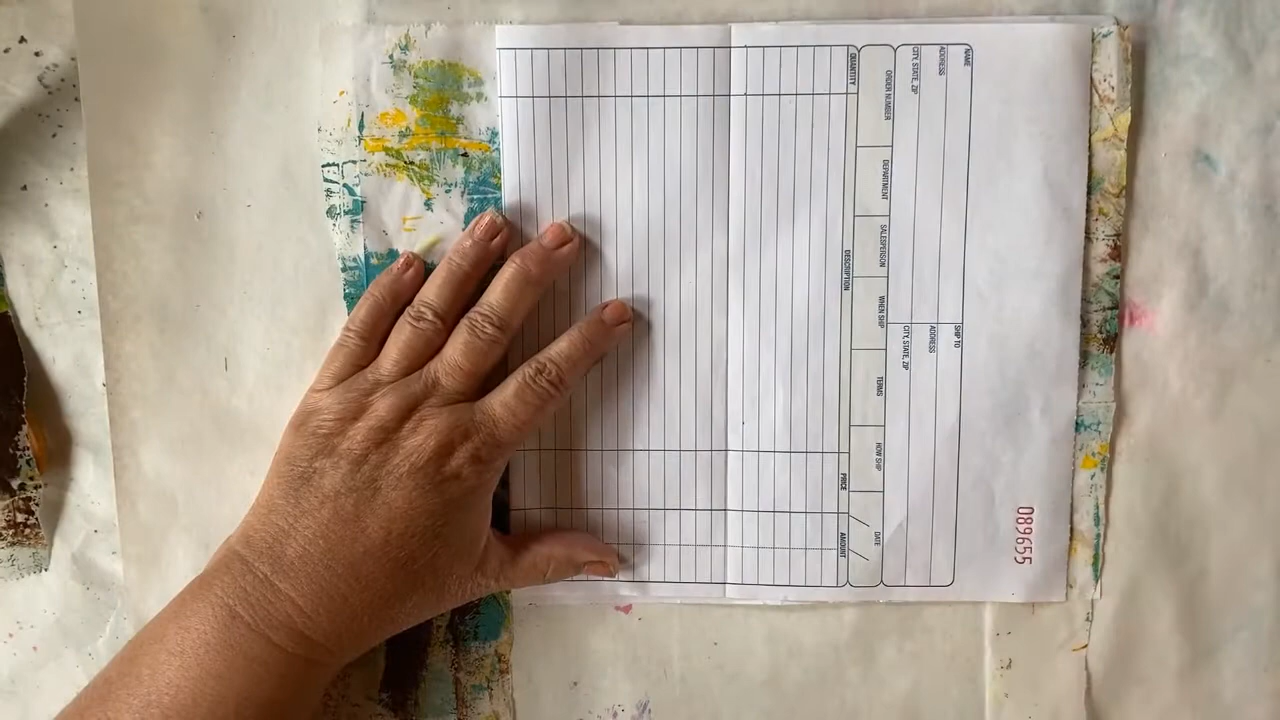 089655
NAME
SHIP TO
ADDRESS
ADDRESS
CITY, STATE, ZIP
CITY, STATE, ZIP
ORDER NUMBER
DEPARTMENT
SALESPERSON
WHEN SHIP
TERMS
HOW SHIP
DATE
QUANTITY
DESCRIPTION
PRICE
AMOUNT